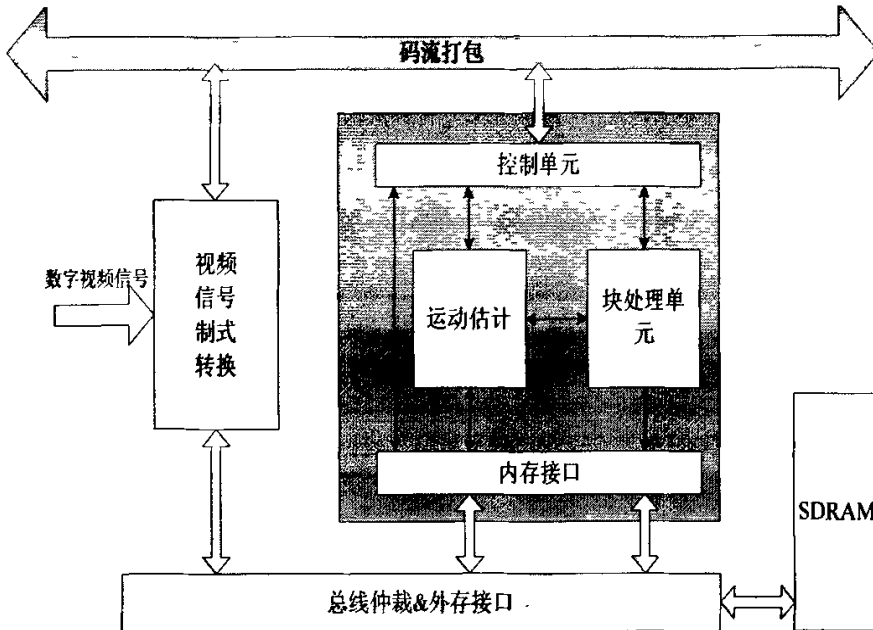 码流打包
控制单元
数字视频信号
视频
信号
制式
转换
运动估计
块处理单
元
内存接口
SDRAM
总线仲裁&外存接口